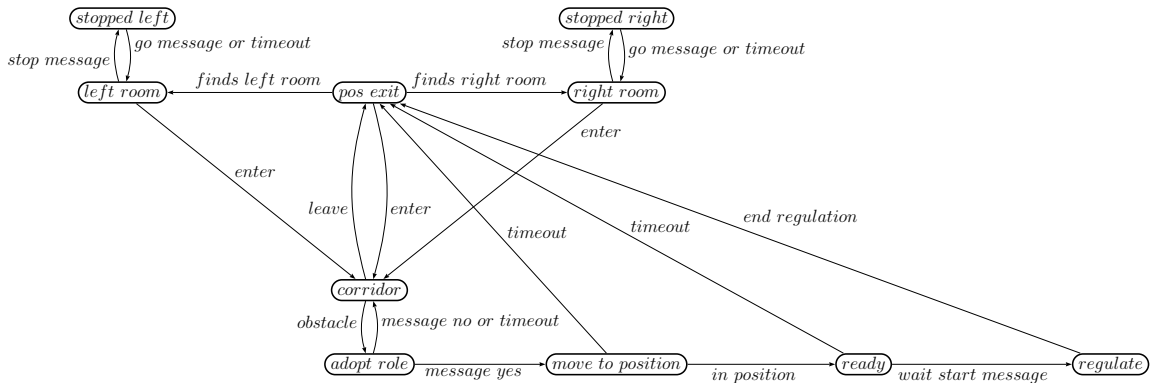 stopped left
stopped right
go message or timeout
stop message
stop message
go message or timeout
left room
finds left room
pos exit
finds right room
right room
enter
enter
leave
enter
timeout
timeout
end regulation
corridor
obstacle
message no or timeout
adopt role
message yes
move to position
in position
ready
wait start message
regulate